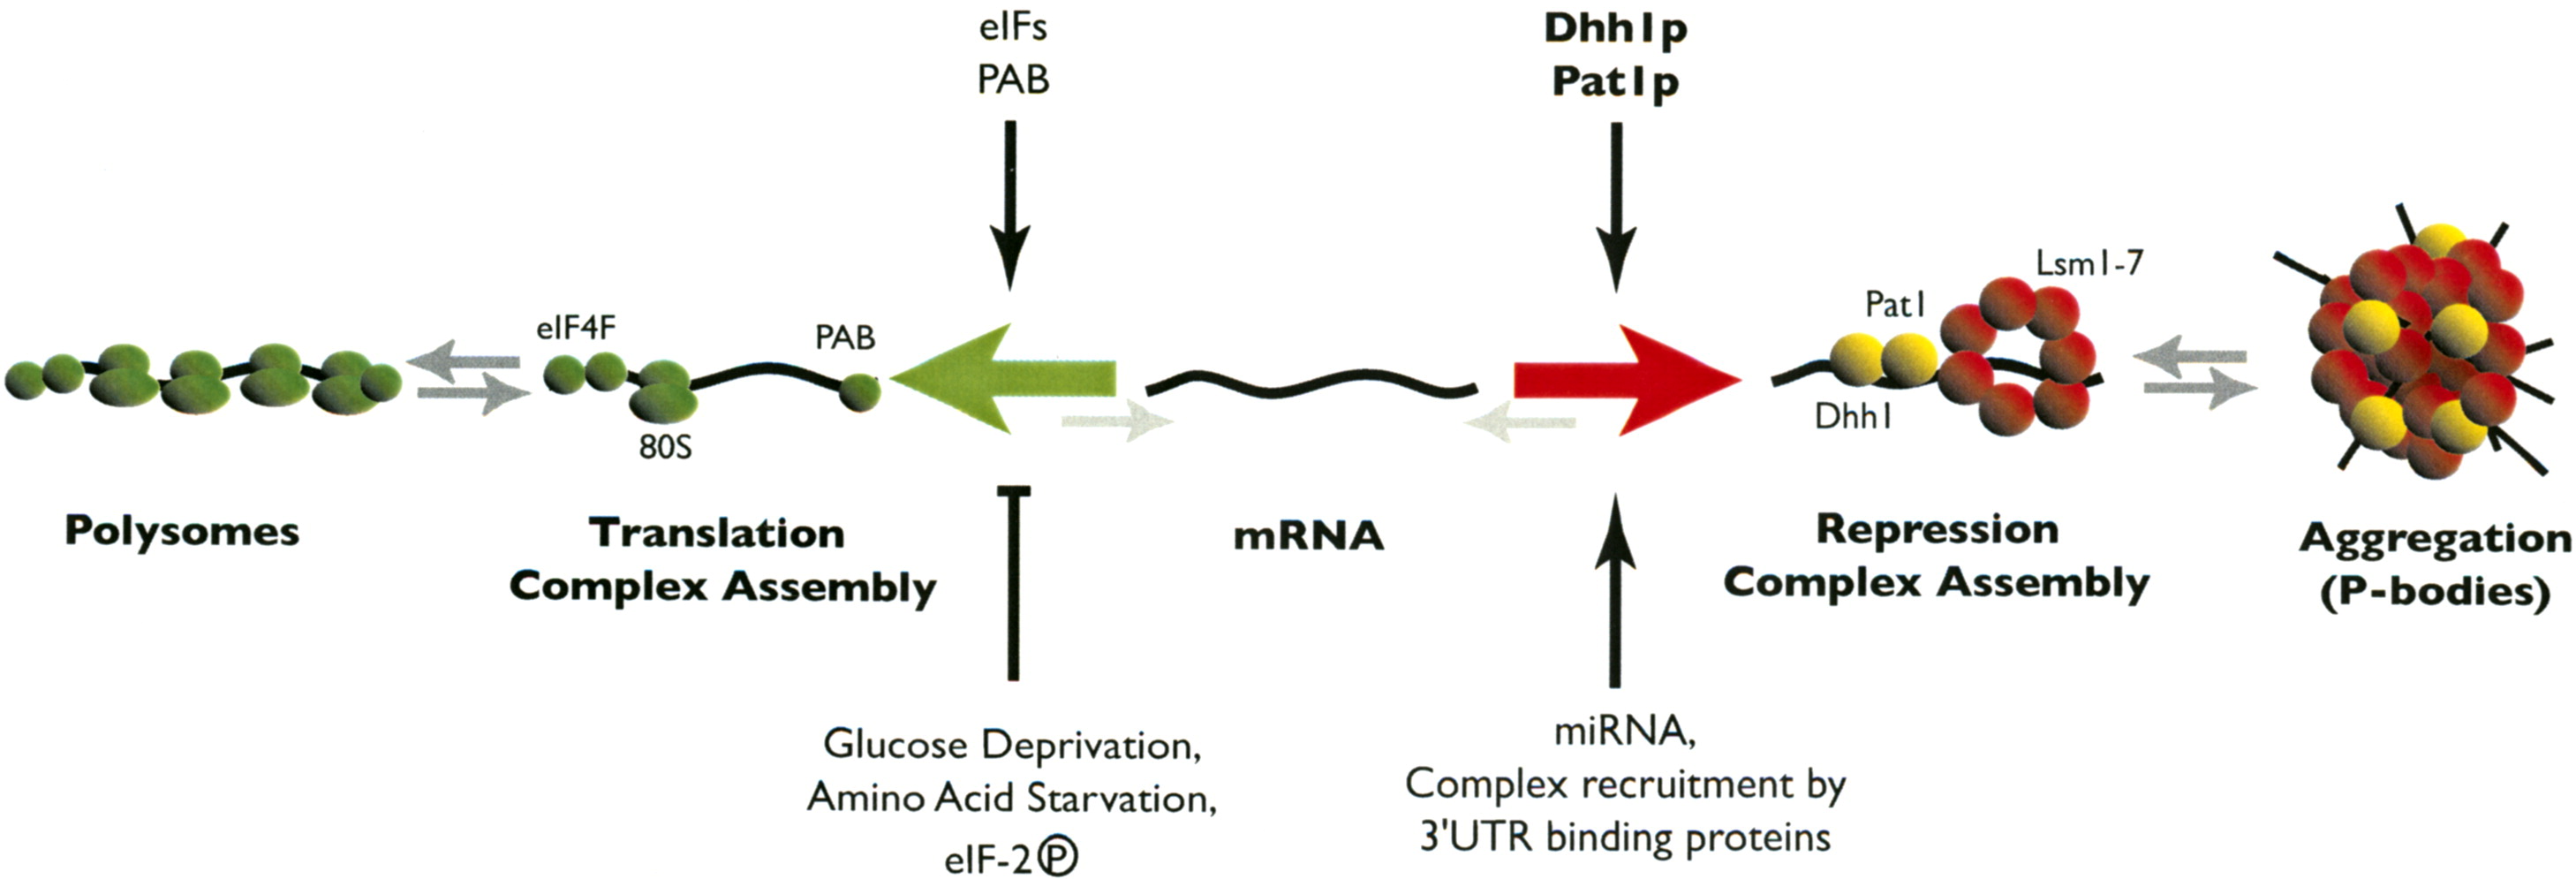 eIFs
PAB
Dhh1p
Pat1p
eIF4F
PAB
80S
Pat1
Lsm1-7
Dhh1
Polysomes
Translation
Complex Assembly
mRNA
Repression
Complex Assembly
Aggregation
(P-bodies)
Glucose Deprivation,
Amino Acid Starvation,
eIF-2Ⓟ
miRNA,
Complex recruitment by
3'UTR binding proteins